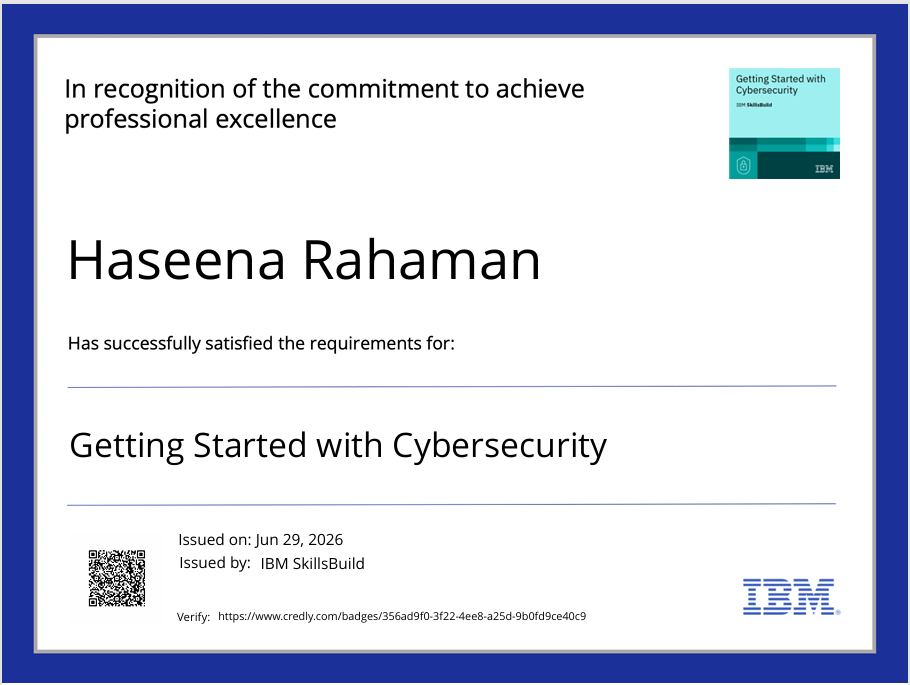 In recognition of the commitment to achieve
professional excellence
Getting Started with
Cybersecurity
IBM SkillsBuild
IBM
Haseena Rahaman
Has successfully satisfied the requirements for:
Getting Started with Cybersecurity
Issued on: Jun 29, 2026
Issued by: IBM SkillsBuild
Verify: https://www.credly.com/badges/356ad9f0-3f22-4ee8-a25d-9b0fd9ce40c9
IBM®